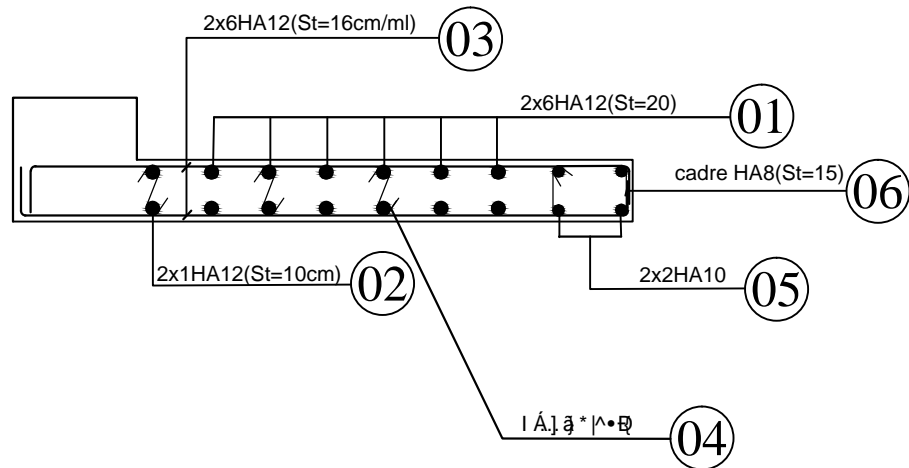 2x6HA12(St=16cm/ml)
03
2x6HA12(St=20)
01
cadre HA8(St=15)
06
2x1HA12(St=10cm)
02
2x2HA10
05
04